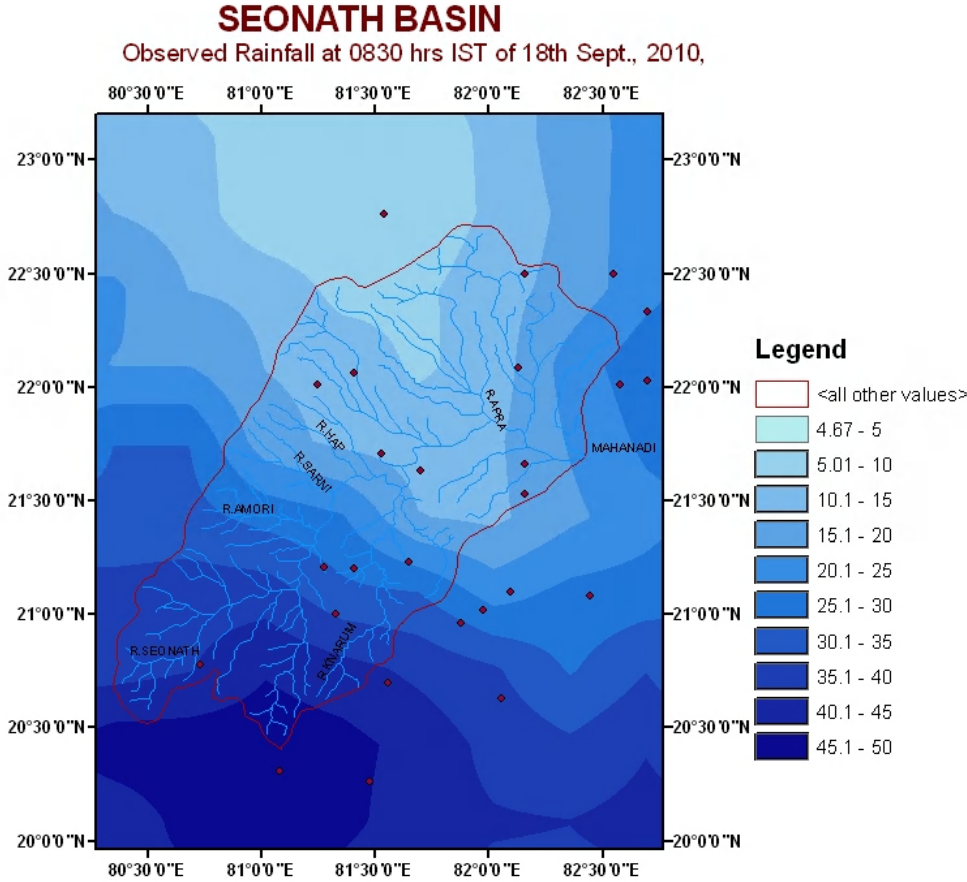 SEONATH BASIN
Observed Rainfall at 0830 hrs IST of 18th Sept., 2010,
80°30'0"E 81°0'0"E 81°30'0"E 82°0'0"E 82°30'0"E
23°0'0"N 23°0'0"N
22°30'0"N 22°30'0"N
22°0'0"N 22°0'0"N
21°30'0"N 21°30'0"N
21°0'0"N 21°0'0"N
20°30'0"N 20°30'0"N
20°0'0"N 20°0'0"N
R.ARRA
R.HAP
MAHANADI
R.SARNI
R.AMORI
R.SEONATH
R.KNARUM
80°30'0"E 81°0'0"E 81°30'0"E 82°0'0"E 82°30'0"E
Legend
<all other values>
4.67 - 5
5.01 - 10
10.1 - 15
15.1 - 20
20.1 - 25
25.1 - 30
30.1 - 35
35.1 - 40
40.1 - 45
45.1 - 50